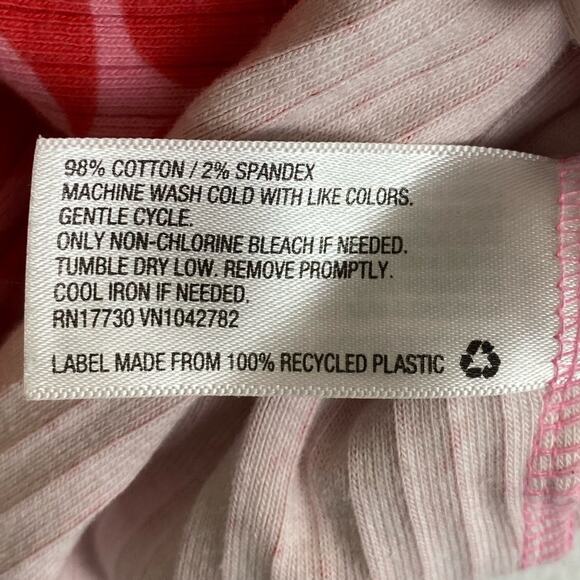 98% COTTON / 2% SPANDEX
MACHINE WASH COLD WITH LIKE COLORS.
GENTLE CYCLE.
ONLY NON-CHLORINE BLEACH IF NEEDED.
TUMBLE DRY LOW. REMOVE PROMPTLY.
COOL IRON IF NEEDED.
RN17730 VN1042782
LABEL MADE FROM 100% RECYCLED PLASTIC